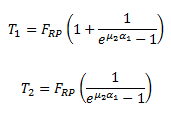 T₁ = F_RP (1 + 1/(e^(μ₂α₁) − 1))
T₂ = F_RP (1/(e^(μ₂α₁) − 1))